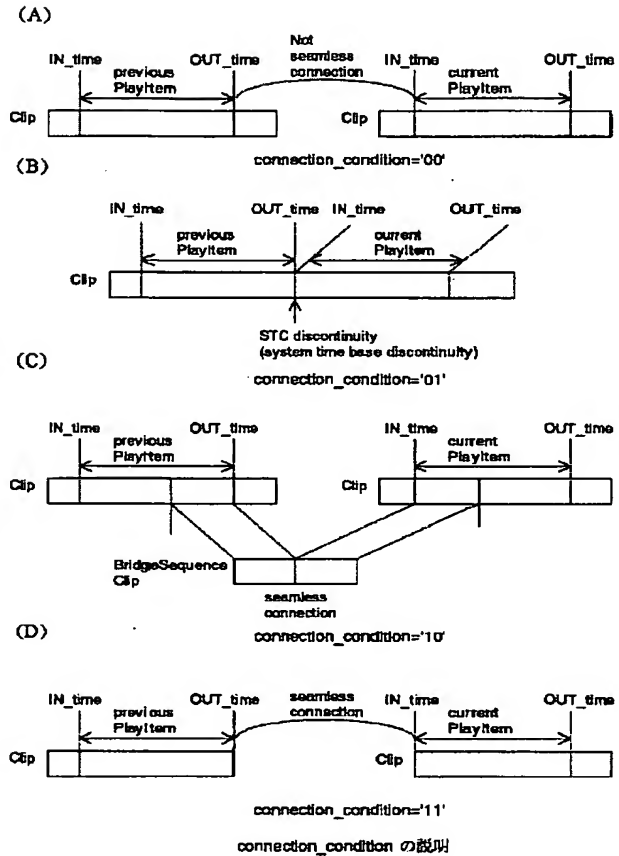 (A)
Not
seamless
connection
IN_time
previous
PlayItem
OUT_time
IN_time
current
PlayItem
OUT_time
Clip
Clip
connection_condition='00'
(B)
IN_time
OUT_time
IN_time
OUT_time
previous
PlayItem
current
PlayItem
Clip
STC discontinuity
(system time base discontinuity)
(C)
connection_condition='01'
IN_time
previous
PlayItem
OUT_time
IN_time
current
PlayItem
OUT_time
Clip
Clip
BridgeSequence
Clip
seamless
connection
(D)
connection_condition='10'
IN_time
previous
PlayItem
OUT_time
seamless
connection
IN_time
current
PlayItem
OUT_time
Clip
Clip
connection_condition='11'
connection_condition の説明